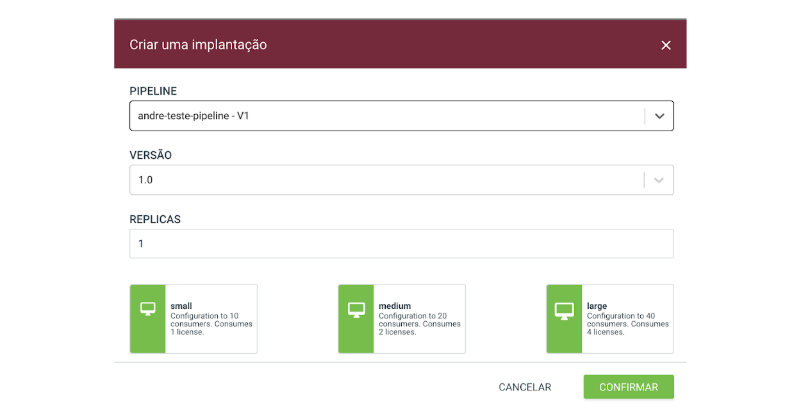 Criar uma implantação
PIPELINE
andre-teste-pipeline - V1
VERSÃO
1.0
REPLICAS
1
small
Configuration to 10
consumers. Consumes
1 license.
medium
Configuration to 20
consumers. Consumes
2 licenses.
large
Configuration to 40
consumers. Consumes
4 licenses.
CANCELAR
CONFIRMAR